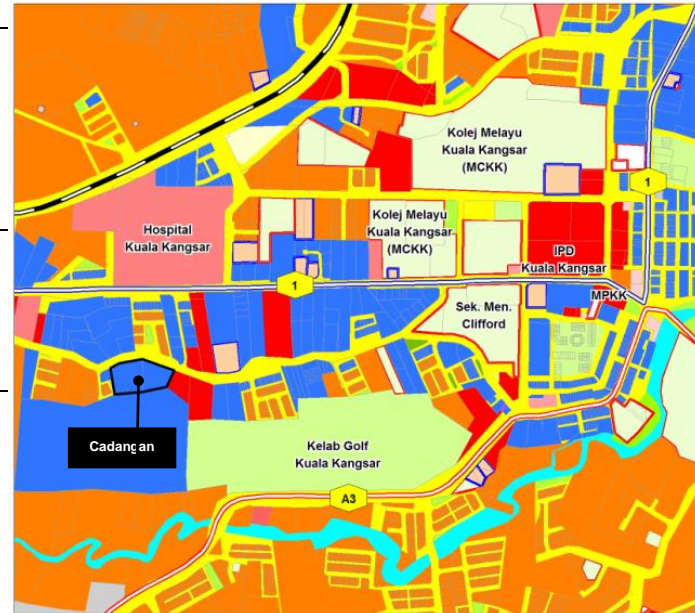 Kolej Melayu
Kuala Kangsar
(MCKK)
1
Hospital
Kuala Kangsar
Kolej Melayu
Kuala Kangsar
(MCKK)
IPD
Kuala Kangsar
1
MPKK
Sek. Men.
Clifford
Cadangan
Kelab Golf
Kuala Kangsar
A3